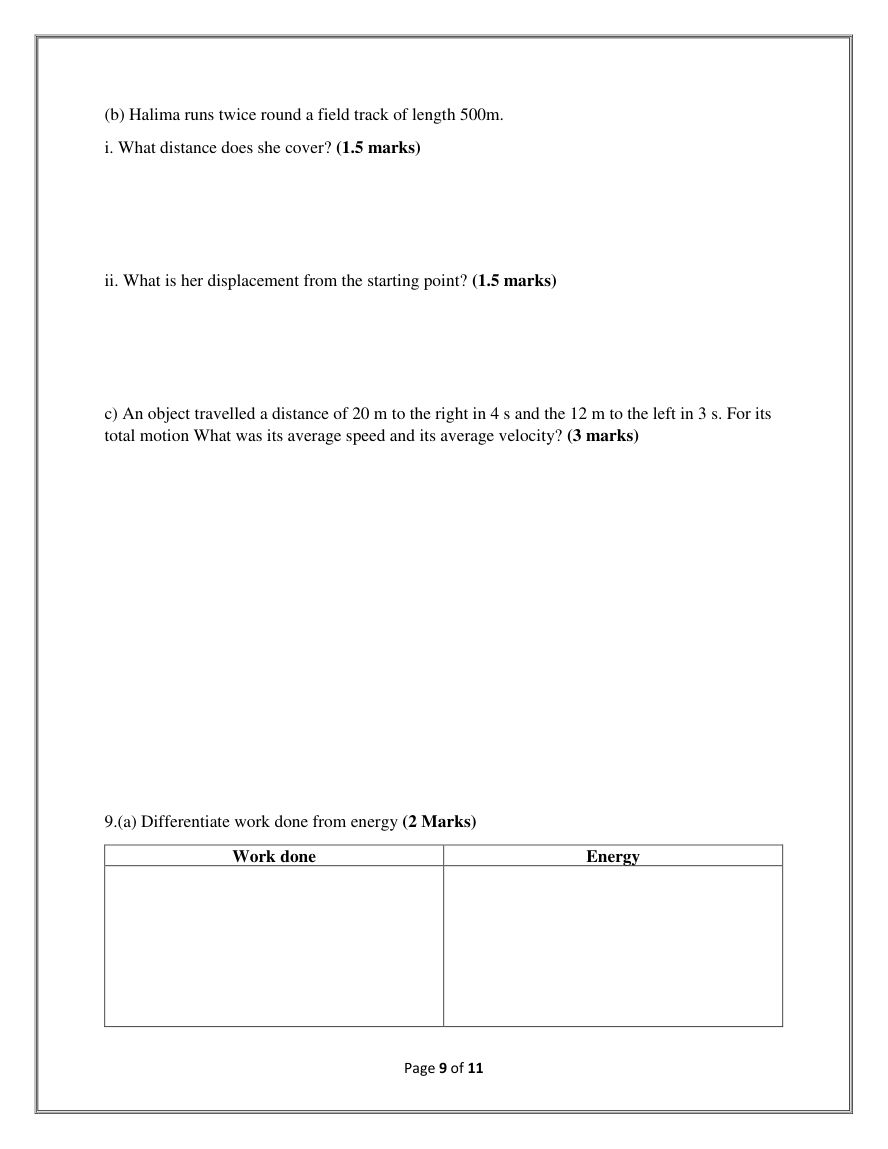 (b) Halima runs twice round a field track of length 500m.
i. What distance does she cover? (1.5 marks)
ii. What is her displacement from the starting point? (1.5 marks)
c) An object travelled a distance of 20 m to the right in 4 s and the 12 m to the left in 3 s. For its
total motion What was its average speed and its average velocity? (3 marks)
9.(a) Differentiate work done from energy (2 Marks)
Work done Energy
Page 9 of 11